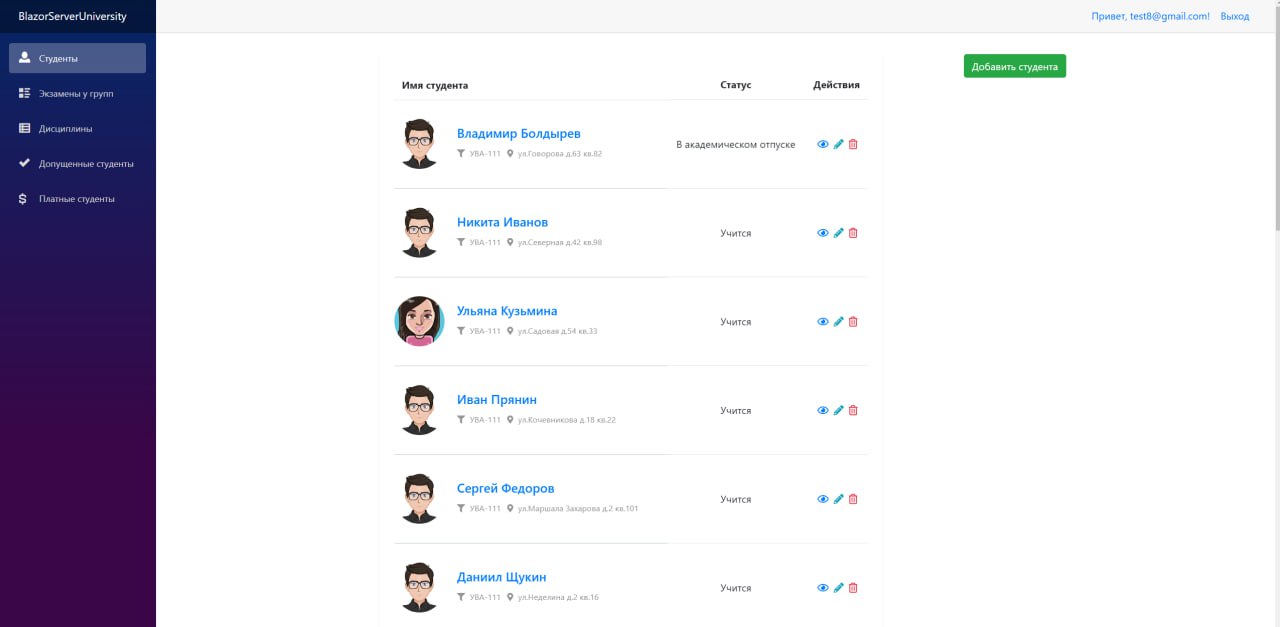 BlazorServerUniversity
Привет, test8@gmail.com! Выход
Студенты
Экзамены у групп
Дисциплины
Допущенные студенты
Платные студенты
Добавить студента
Имя студента Статус Действия
Владимир Болдырев
УВА-111 ул.Говорова д.63 кв.82
В академическом отпуске
Никита Иванов
УВА-111 ул.Северная д.42 кв.98
Учится
Ульяна Кузьмина
УВА-111 ул.Садовая д.54 кв.33
Учится
Иван Прянин
УВА-111 ул.Кочевникова д.18 кв.22
Учится
Сергей Федоров
УВА-111 ул.Маршала Захарова д.2 кв.101
Учится
Даниил Щукин
УВА-111 ул.Неделина д.2 кв.16
Учится